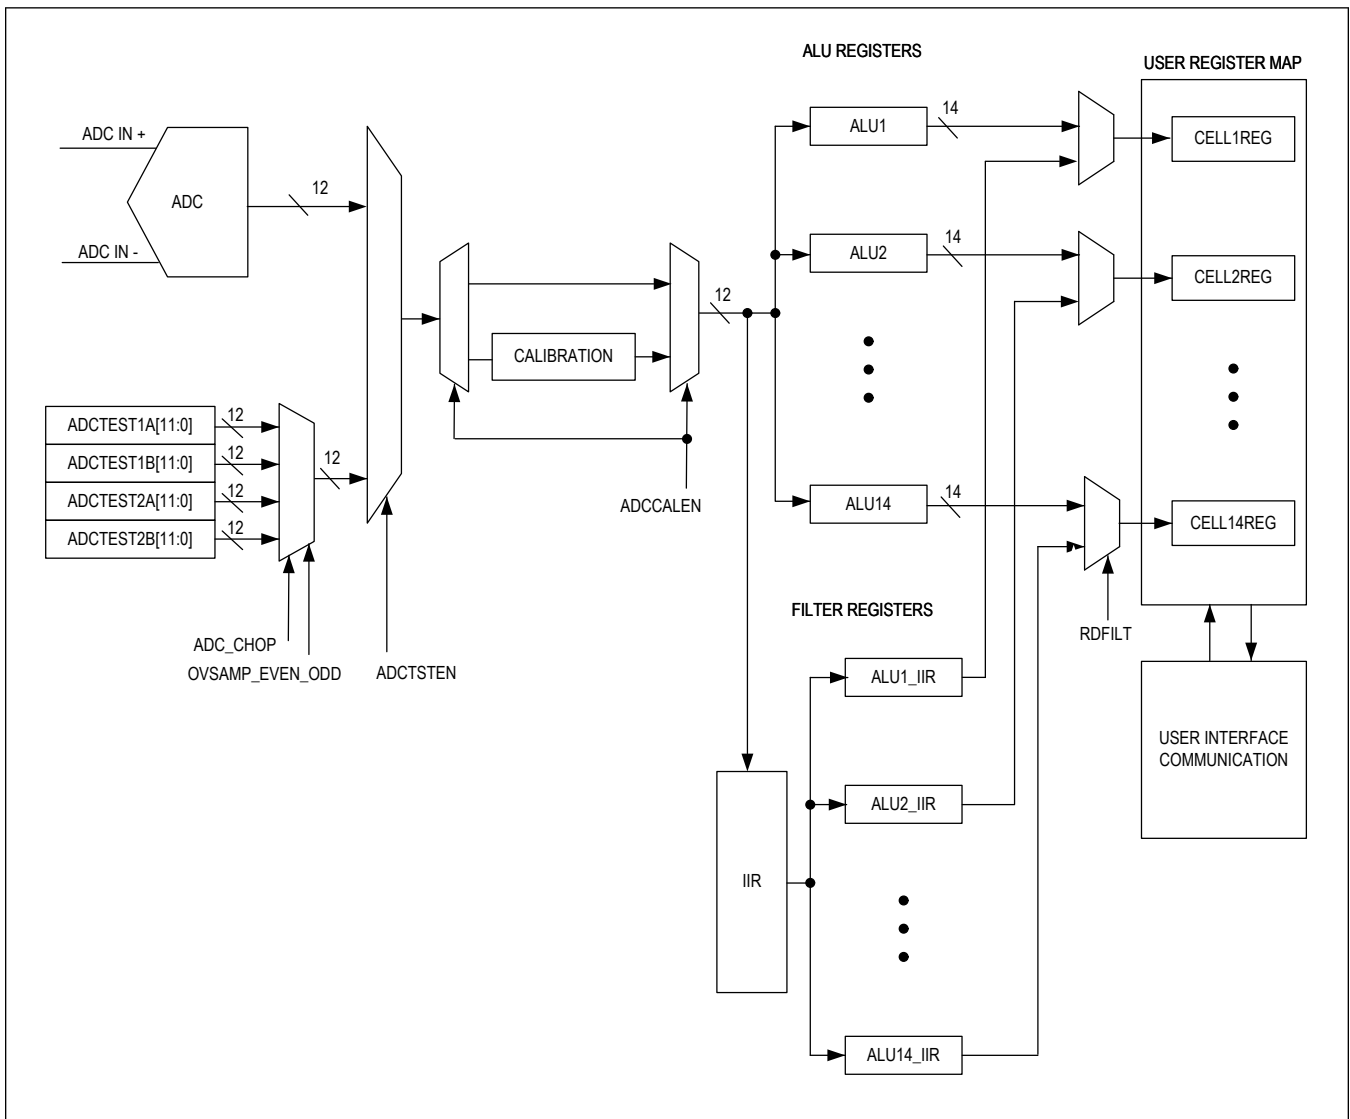 ALU REGISTERS
USER REGISTER MAP
ADC IN +
ADC
ADC IN -
12
ALU1
14
CELL1REG
ALU2
14
CELL2REG
CALIBRATION
12
ADCTEST1A[11:0]
12
ADCTEST1B[11:0]
12
ADCTEST2A[11:0]
12
ADCTEST2B[11:0]
12
12
ADC_CHOP
OVSAMP_EVEN_ODD
ADCTSTEN
ADCCALEN
ALU14
14
CELL14REG
RDFILT
FILTER REGISTERS
ALU1_IIR
ALU2_IIR
IIR
ALU14_IIR
USER INTERFACE
COMMUNICATION